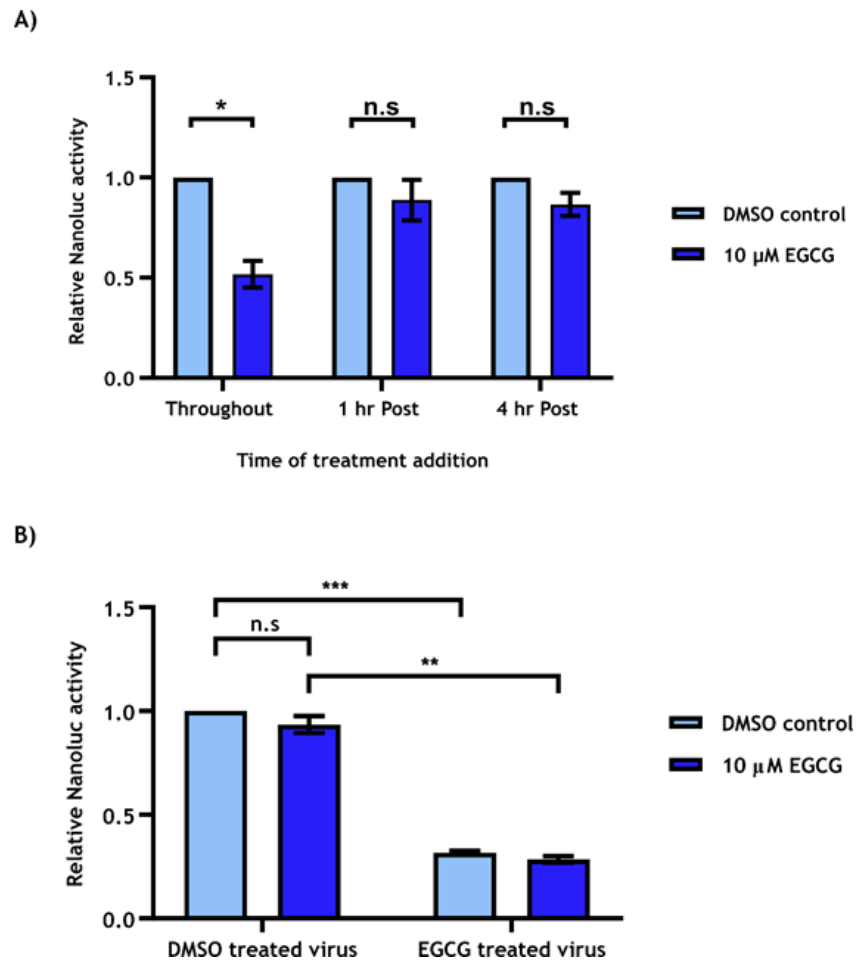 A)
1.5
1.0
0.5
0.0
Relative Nanoluc activity
*
n.s
n.s
Throughout
1 hr Post
4 hr Post
Time of treatment addition
DMSO control
10 µM EGCG
B)
1.5
1.0
0.5
0.0
Relative Nanoluc activity
***
n.s
**
DMSO treated virus
EGCG treated virus
DMSO control
10 µM EGCG